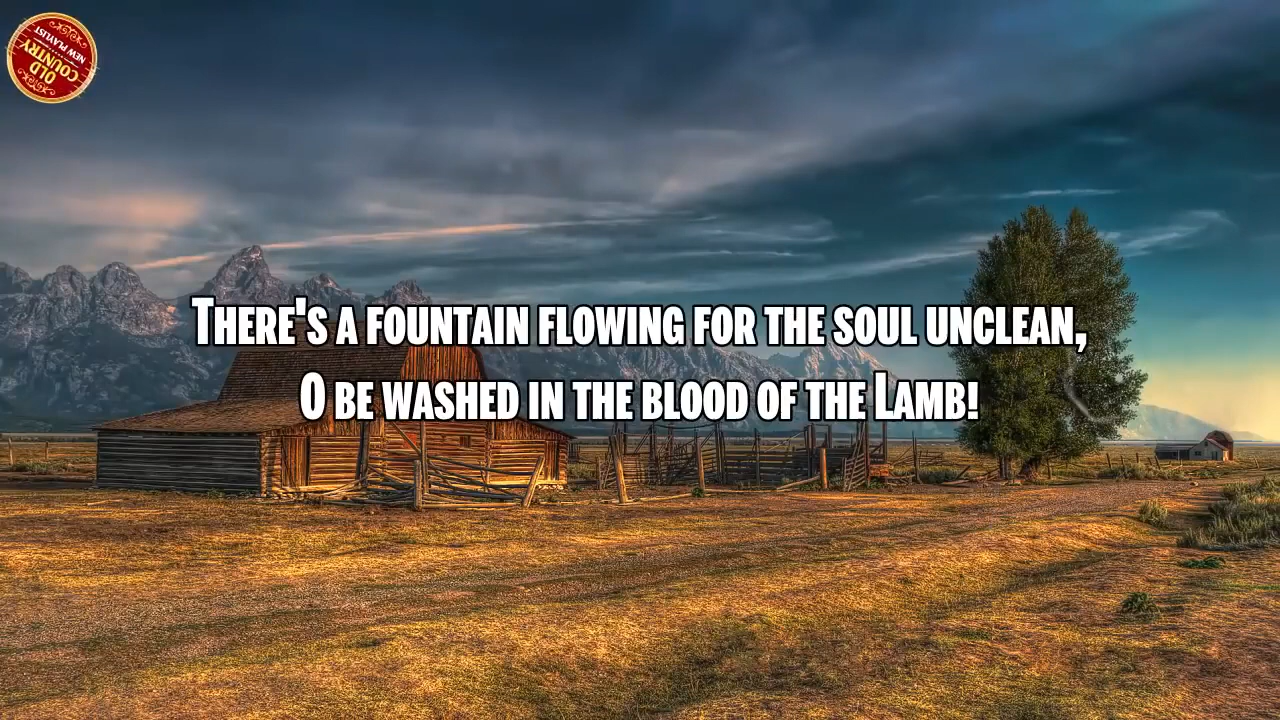 OLD
COUNTRY
NEW PLAYLIST
There's a fountain flowing for the soul unclean,
O be washed in the blood of the Lamb!